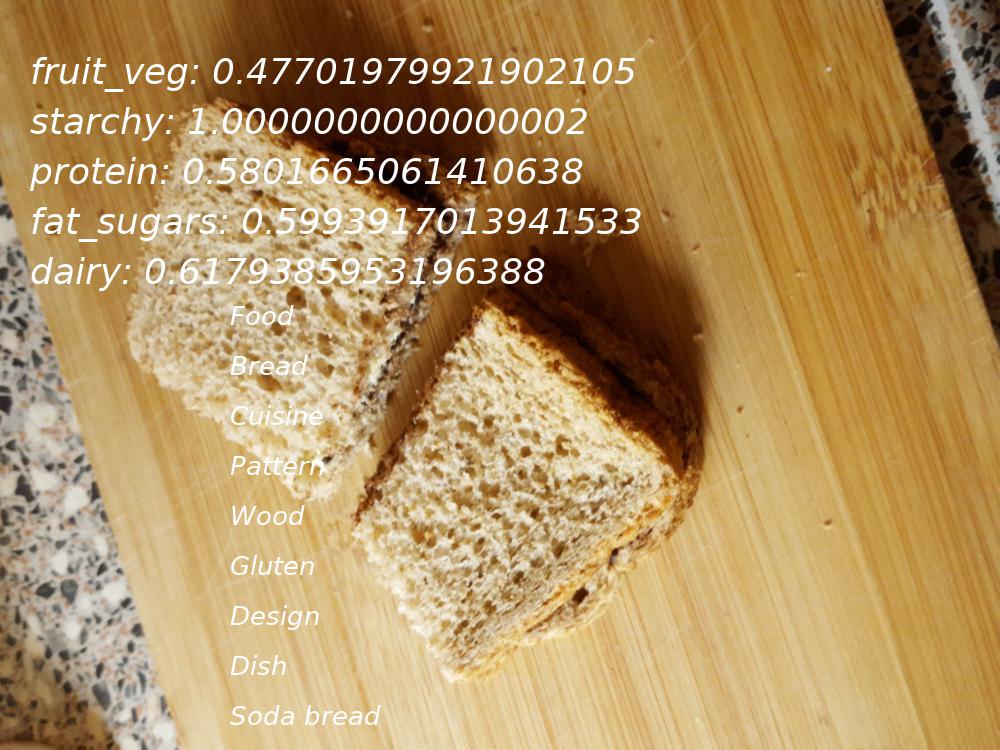 fruit_veg: 0.47701979921902105
starchy: 1.0000000000000002
protein: 0.5801665061410638
fat_sugars: 0.5993917013941533
dairy: 0.6179385953196388
Food
Bread
Cuisine
Pattern
Wood
Gluten
Design
Dish
Soda bread